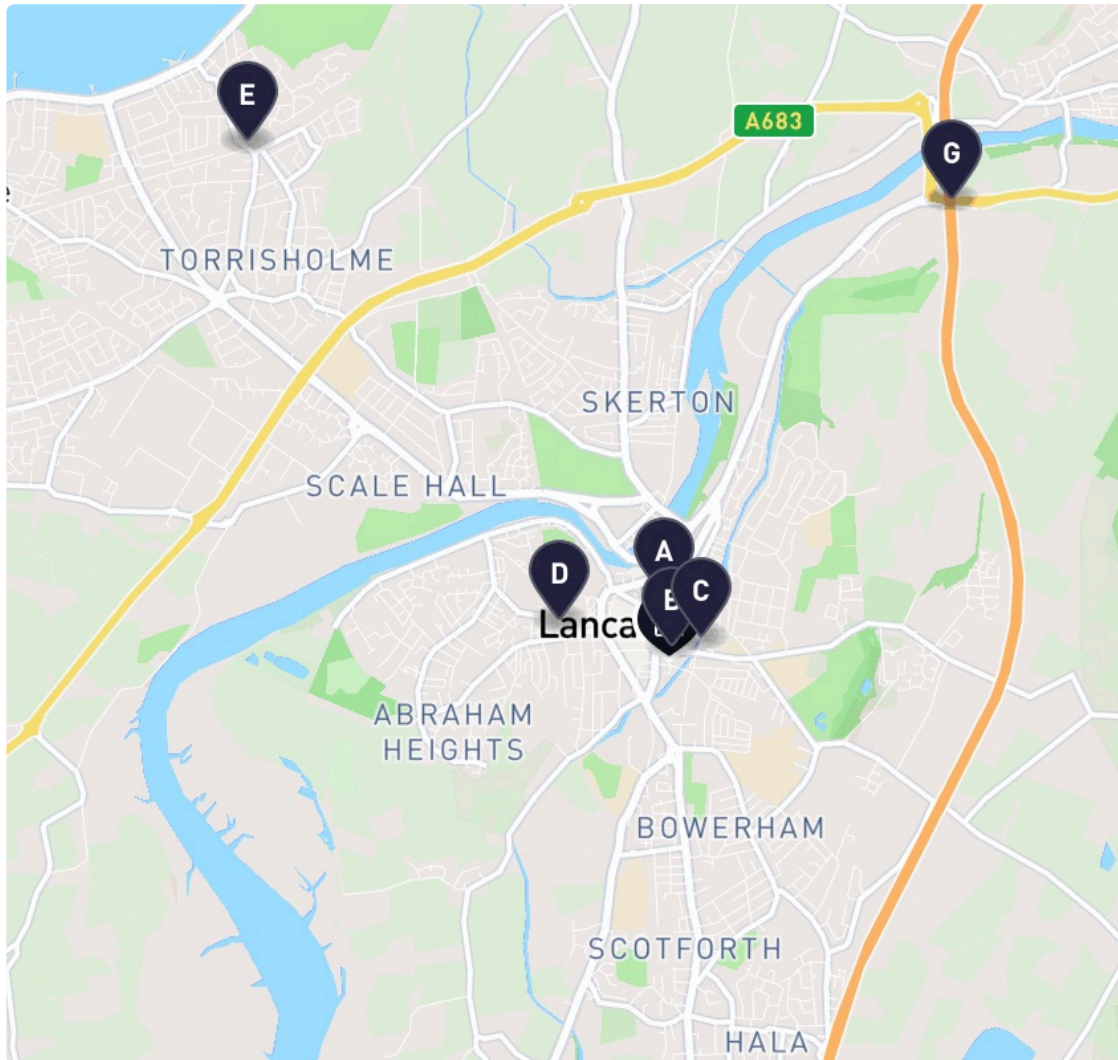 E
A683
G
e
TORRISHOLME
SKERTON
SCALE HALL
A
D
B
C
Lanca
ABRAHAM
HEIGHTS
BOWERHAM
SCOTFORTH
HALA